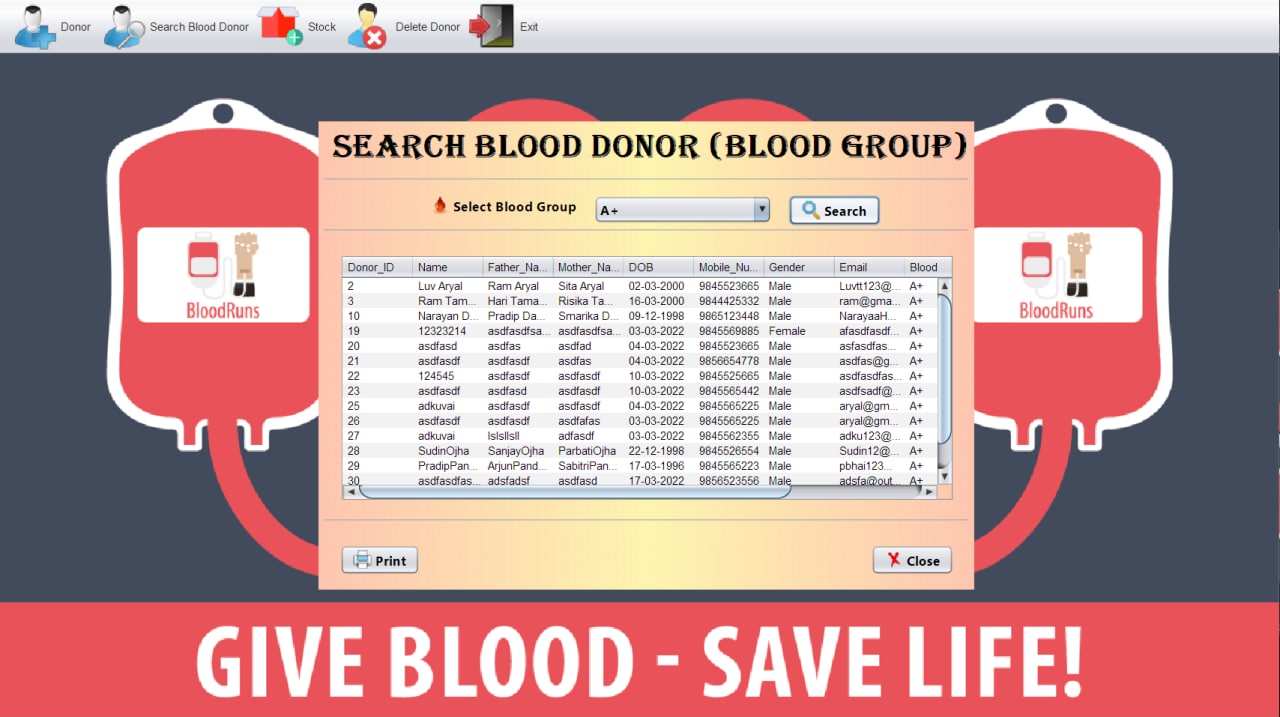 Donor Search Blood Donor Stock Delete Donor Exit
SEARCH BLOOD DONOR (BLOOD GROUP)
Select Blood Group A+ Search
Donor_ID Name Father_Na... Mother_Na... DOB Mobile_Nu... Gender Email Blood
2 Luv Aryal Ram Aryal Sita Aryal 02-03-2000 9845523665 Male Luvtt123@... A+
3 Ram Tam... Hari Tama... Risika Ta... 16-03-2000 9844425332 Male ram@gma... A+
10 Narayan D... Pradip Da... Smarika D... 09-12-1998 9865123448 Male NarayaaH... A+
19 12323214 asdfasdfsa... asdfasdfsa... 03-03-2022 9845569885 Female afasdfasdf... A+
20 asdfasd asdfas asdfad 04-03-2022 9845523665 Male asfasdfas... A+
21 asdfasdf asdfasdf asdfas 04-03-2022 9856654778 Male asdfas@g... A+
22 124545 asdfasdf asdfasdf 10-03-2022 9845525665 Male asdfasdfas... A+
23 asdfasdf asdfasd asdfasdf 10-03-2022 9845565442 Male asdfsadf@... A+
25 adkuvai asdfasdf asdfasdf 04-03-2022 9845565225 Male aryal@gm... A+
26 asdfasdf asdfasdf asdfafas 03-03-2022 9845565225 Male aryal@gm... A+
27 adkuvai lslslsll adfasdf 03-03-2022 9845562355 Male adku123@... A+
28 SudinOjha SanjayOjha ParbatiOjha 22-12-1998 9845526554 Male Sudin12@... A+
29 PradipPan... ArjunPand... SabitriPan... 17-03-1996 9845565223 Male pbhai123... A+
30 asdfasdfas... adsfadsf asdfasd 17-03-2022 9856523556 Male adsfa@out... A+
BloodRuns BloodRuns
Print Close
GIVE BLOOD - SAVE LIFE!